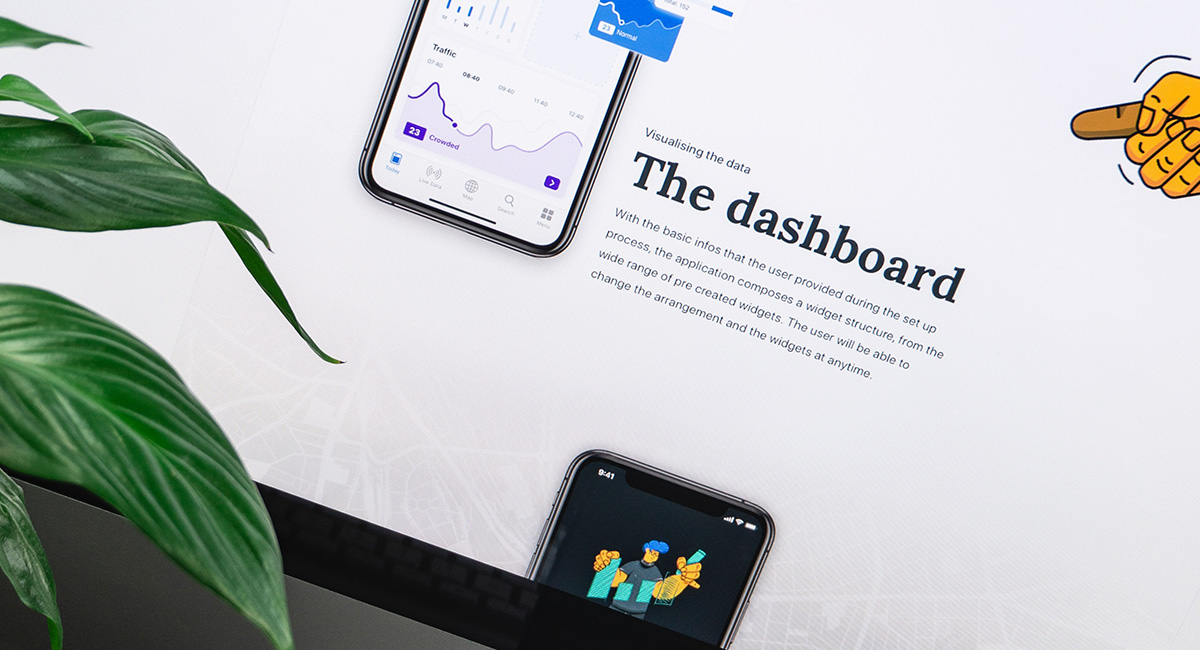 M T W T F S S
Total: 152
23 Normal
Traffic
07:40 08:40 09:40 11:40 12:40
23 Crowded
Today Live Data Map Search Menu
Visualising the data
The dashboard
With the basic infos that the user provided during the set up
process, the application composes a widget structure, from the
wide range of pre created widgets. The user will be able to
change the arrangement and the widgets at anytime.
9:41